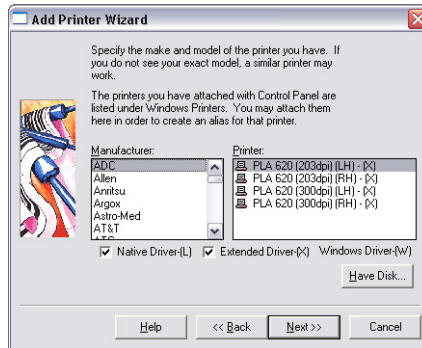 Add Printer Wizard
Specify the make and model of the printer you have. If
you do not see your exact model, a similar printer may
work.
The printers you have attached with Control Panel are
listed under Windows Printers. You may attach them
here in order to create an alias for that printer.
Manufacturer: Printer:
ADC
Allen
Anritsu
Argox
Astro-Med
AT&T
PLA 620 (203dpi) (LH) - (X)
PLA 620 (203dpi) (RH) - (X)
PLA 620 (300dpi) (LH) - (X)
PLA 620 (300dpi) (RH) - (X)
Native Driver-(L) Extended Driver-(X) Windows Driver-(W)
Have Disk...
Help << Back Next >> Cancel